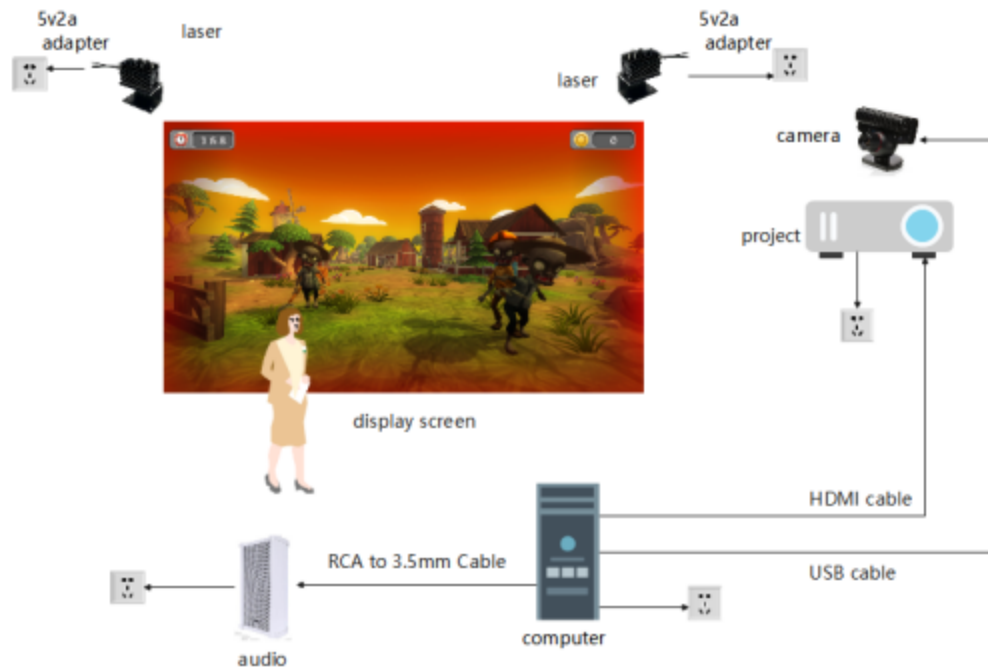 5v2a
adapter
laser
5v2a
adapter
laser
camera
project
display screen
HDMI cable
RCA to 3.5mm Cable
USB cable
computer
audio
0